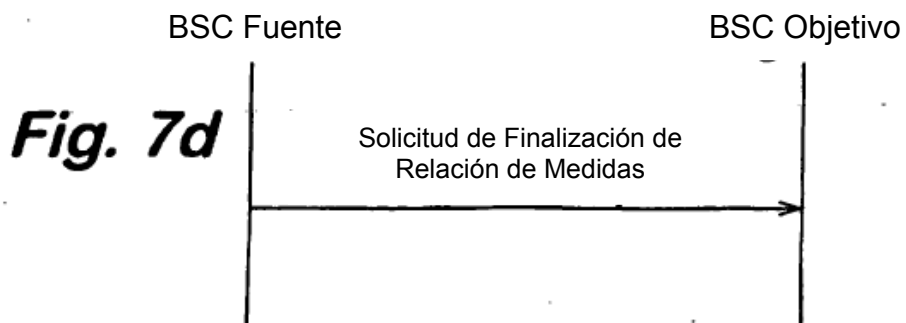 BSC Fuente
BSC Objetivo
Fig. 7d
Solicitud de Finalización de
Relación de Medidas